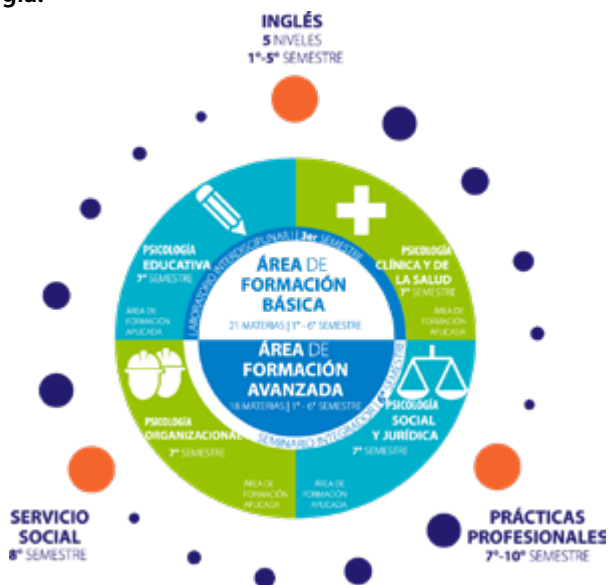 gía.
INGLÉS
5 NIVELES
1°-5° SEMESTRE
PSICOLOGÍA
EDUCATIVA
7° SEMESTRE
ÁREA DE
FORMACIÓN
APLICADA
PSICOLOGÍA
CLÍNICA Y DE
LA SALUD
7° SEMESTRE
ÁREA DE
FORMACIÓN
APLICADA
LABORATORIO INTERDISCIPLINAR I | 3er SEMESTRE
ÁREA DE
FORMACIÓN
BÁSICA
21 MATERIAS | 1° - 6° SEMESTRE
ÁREA DE
FORMACIÓN
AVANZADA
18 MATERIAS | 1° - 6° SEMESTRE
SEMINARIO INTEGRADOR SEMESTRE
PSICOLOGÍA
ORGANIZACIONAL
7° SEMESTRE
ÁREA DE
FORMACIÓN
APLICADA
PSICOLOGÍA
SOCIAL
Y JURÍDICA
7° SEMESTRE
ÁREA DE
FORMACIÓN
APLICADA
SERVICIO
SOCIAL
8° SEMESTRE
PRÁCTICAS
PROFESIONALES
7°-10° SEMESTRE